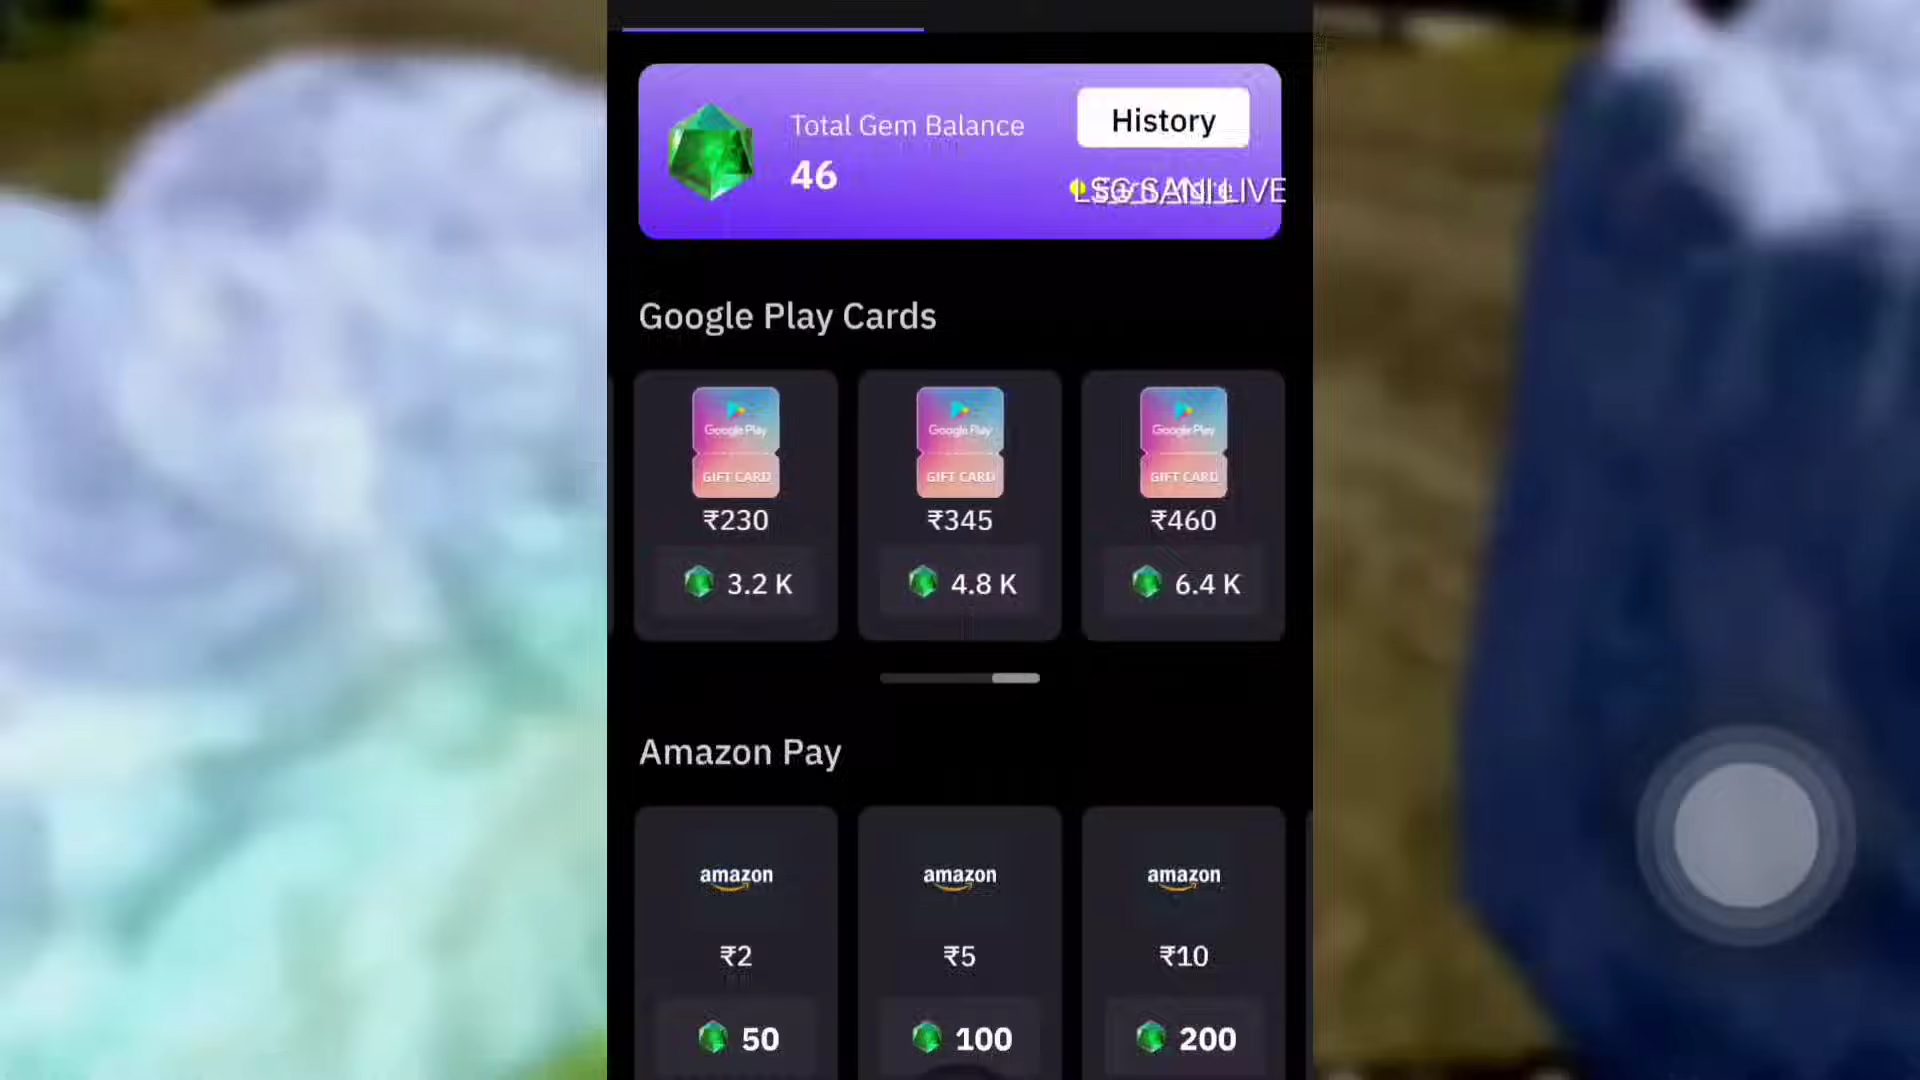 Total Gem Balance
History
46
LSG SANI LIVE
Google Play Cards
Google Play
GIFT CARD
₹230
3.2 K
Google Play
GIFT CARD
₹345
4.8 K
Google Play
GIFT CARD
₹460
6.4 K
Amazon Pay
amazon
₹2
50
amazon
₹5
100
amazon
₹10
200